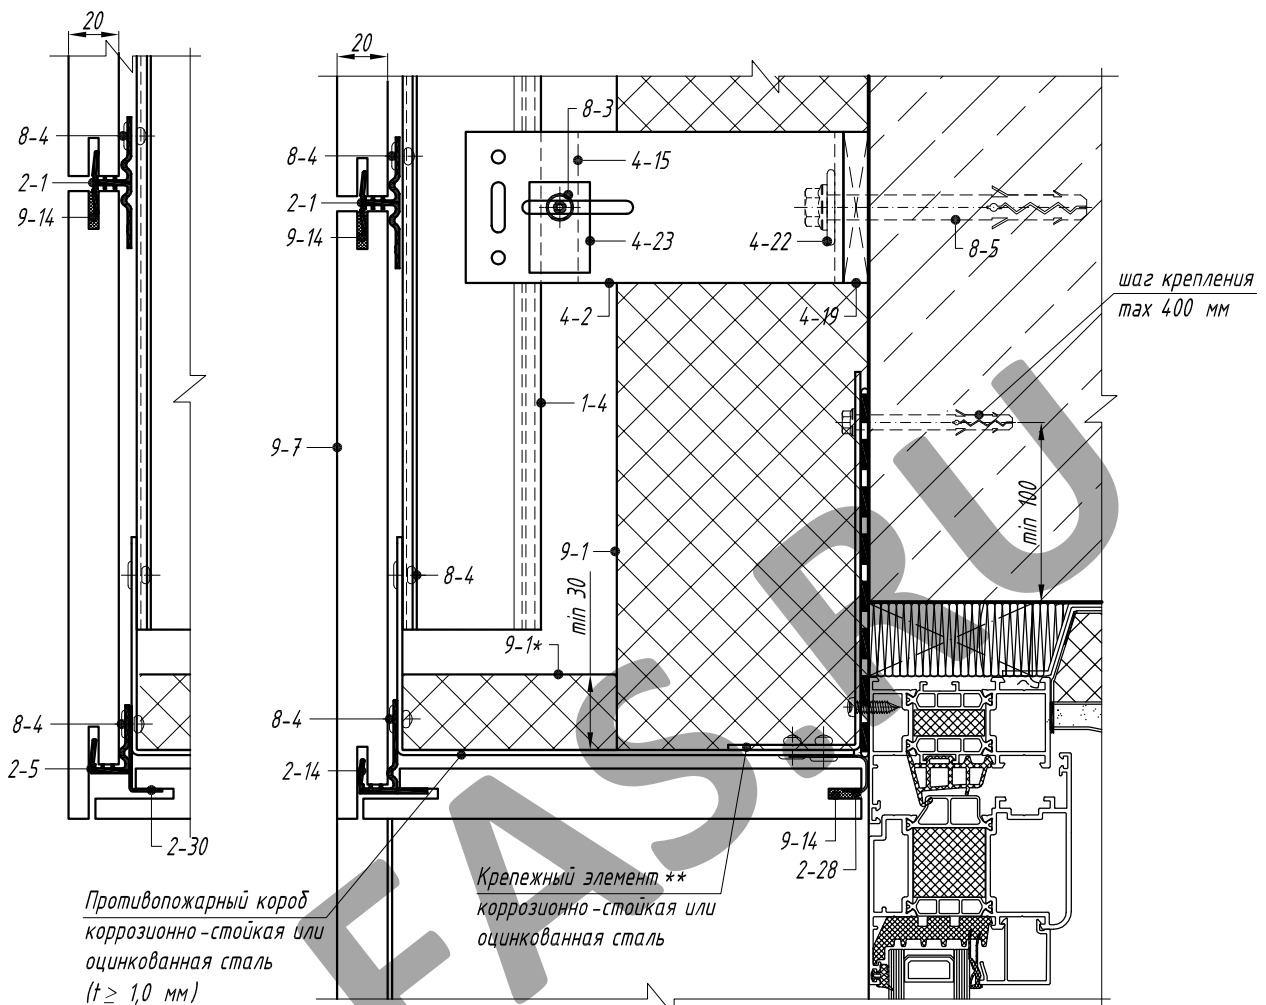 20
20
8-4
2-1
9-14
8-4
2-1
9-14
8-3
4-15
4-23
4-22
8-5
4-2
4-19
шаг крепления
max 400 мм
1-4
9-7
9-1
min 100
8-4
min 30
9-1*
8-4
2-5
8-4
2-14
2-30
9-14
2-28
Противопожарный короб
коррозионно-стойкая или
оцинкованная сталь
(t ≥ 1,0 мм)
Крепежный элемент **
коррозионно-стойкая или
оцинкованная сталь
FAS.RU